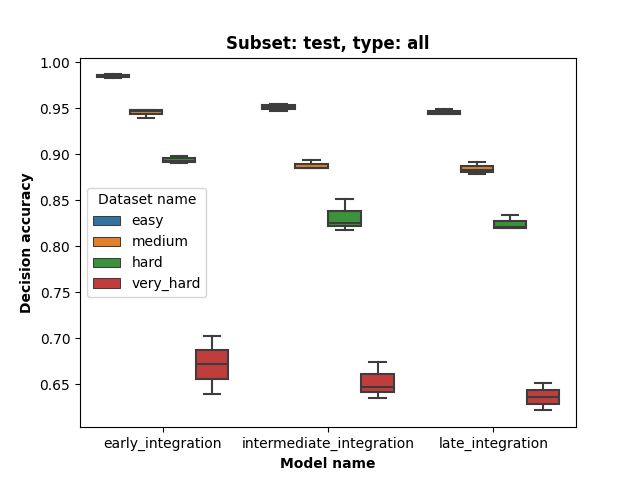 Subset: test, type: all
1.00
0.95
0.90
0.85
0.80
0.75
0.70
0.65
Decision accuracy
Dataset name
easy
medium
hard
very_hard
early_integration
intermediate_integration
late_integration
Model name